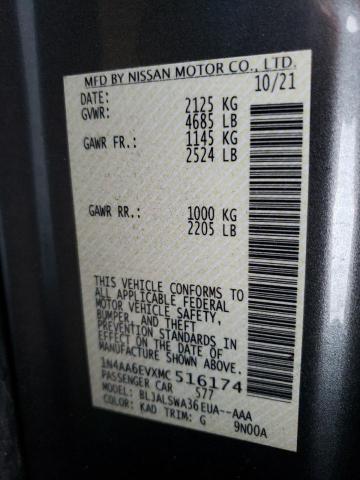 MFD BY NISSAN MOTOR CO., LTD.
DATE: 10/21
GVWR: 2125 KG
4685 LB
GAWR FR.: 1145 KG
2524 LB
GAWR RR.: 1000 KG
2205 LB
THIS VEHICLE CONFORMS TO
ALL APPLICABLE FEDERAL
MOTOR VEHICLE SAFETY,
BUMPER, AND THEFT
PREVENTION STANDARDS IN
EFFECT ON THE DATE OF
MANUFACTURE SHOWN ABOVE.
1N4AA6EVXMC516174
PASSENGER CAR 577
MODEL: BLJALSWA36EUA--AAA
COLOR: KAD TRIM: G 9N00A